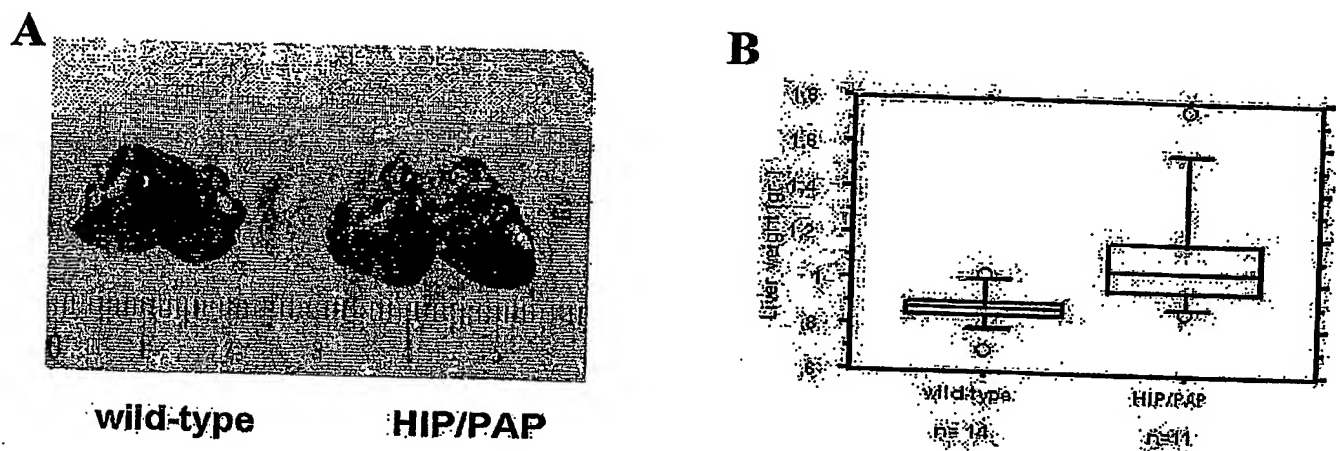 A
wild-type
HIP/PAP
B
Liver weight (g)
1,8
1,6
1,4
1,2
1
,8
,6
wild-type
HIP/PAP
n= 14
n=11